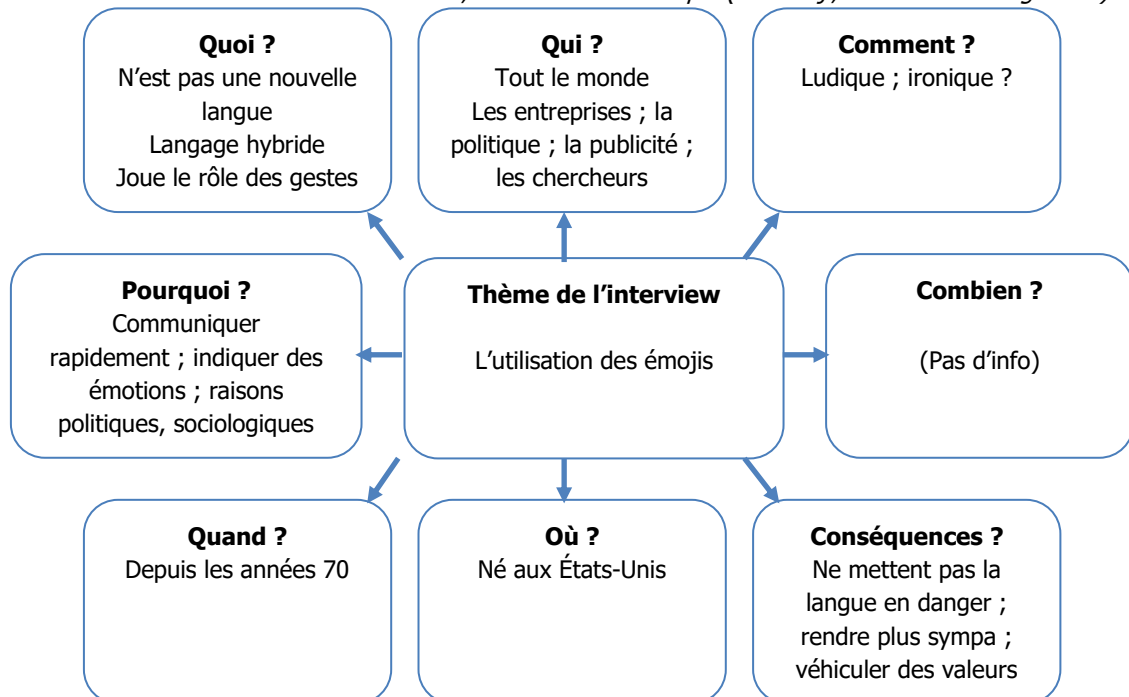 Quoi ?
N’est pas une nouvelle
langue
Langage hybride
Joue le rôle des gestes
Qui ?
Tout le monde
Les entreprises ; la
politique ; la publicité ;
les chercheurs
Comment ?
Ludique ; ironique ?
Pourquoi ?
Communiquer
rapidement ; indiquer des
émotions ; raisons
politiques, sociologiques
Thème de l’interview
L’utilisation des émojis
Combien ?
(Pas d’info)
Quand ?
Depuis les années 70
Où ?
Né aux États-Unis
Conséquences ?
Ne mettent pas la
langue en danger ;
rendre plus sympa ;
véhiculer des valeurs